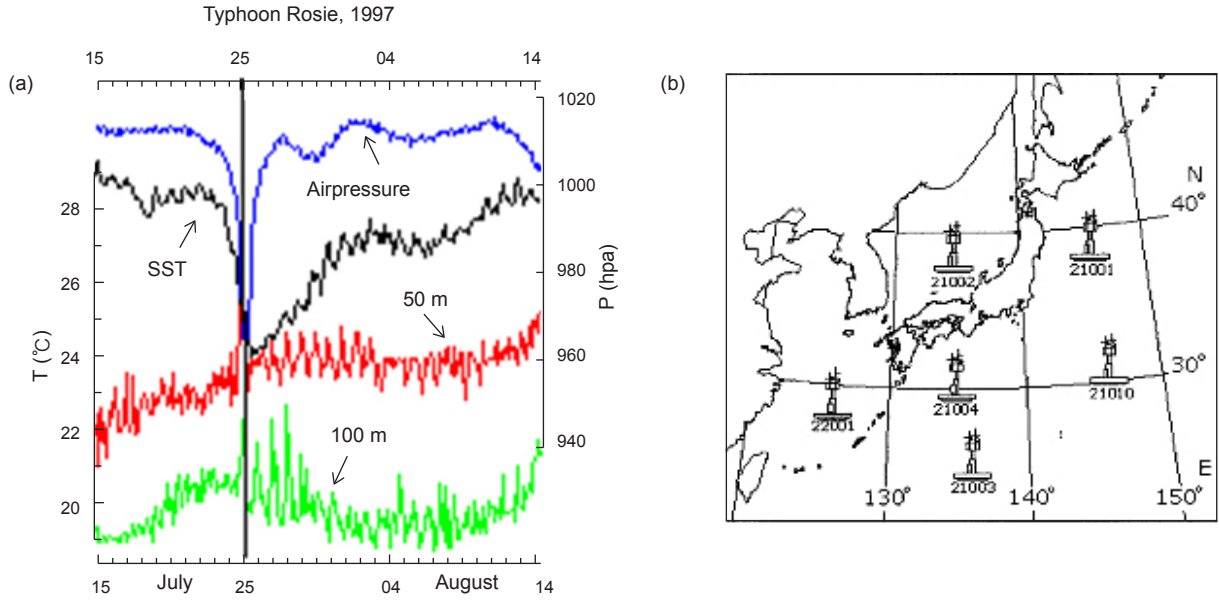 Typhoon Rosie, 1997
(a)
15 25 04 14
1020
1000
980
960
940
P (hpa)
28
26
24
22
20
T (°C)
Airpressure
SST
50 m
100 m
15 July 25 04 August 14
(b)
N
40°
21002
21001
30°
22001
21004
21010
21003
E
130° 140° 150°